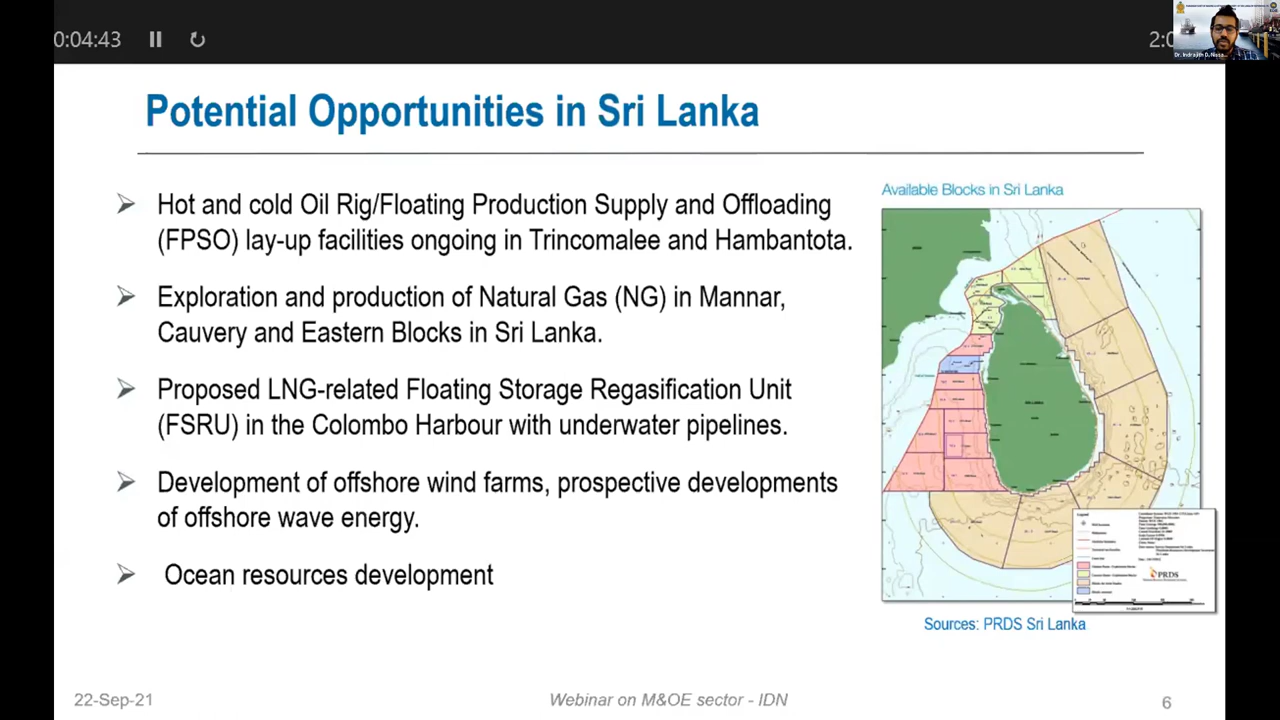 0:04:43
2:0
Potential Opportunities in Sri Lanka
Hot and cold Oil Rig/Floating Production Supply and Offloading
(FPSO) lay-up facilities ongoing in Trincomalee and Hambantota.
Exploration and production of Natural Gas (NG) in Mannar,
Cauvery and Eastern Blocks in Sri Lanka.
Proposed LNG-related Floating Storage Regasification Unit
(FSRU) in the Colombo Harbour with underwater pipelines.
Development of offshore wind farms, prospective developments
of offshore wave energy.
Ocean resources development
Available Blocks in Sri Lanka
PRDS
Sources: PRDS Sri Lanka
22-Sep-21
Webinar on M&OE sector - IDN
6